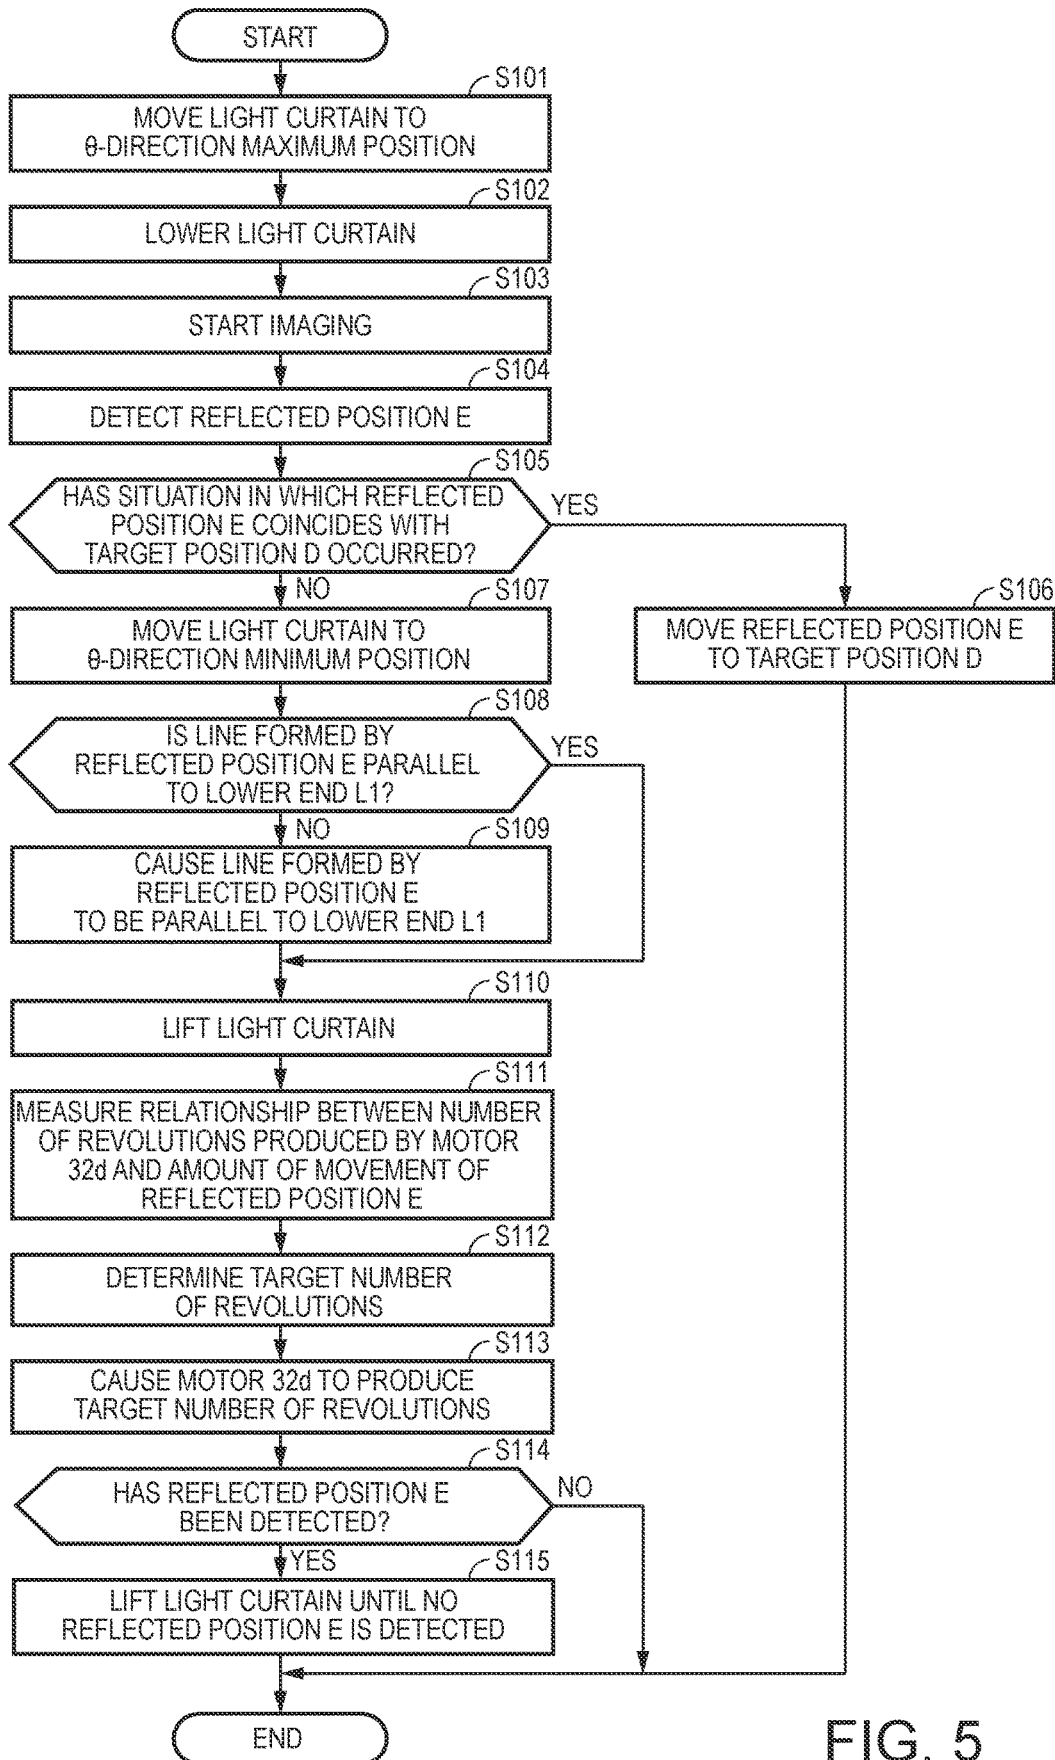 START
S101
MOVE LIGHT CURTAIN TO
θ-DIRECTION MAXIMUM POSITION
S102
LOWER LIGHT CURTAIN
S103
START IMAGING
S104
DETECT REFLECTED POSITION E
S105
HAS SITUATION IN WHICH REFLECTED
POSITION E COINCIDES WITH
TARGET POSITION D OCCURRED?
YES
NO
S106
MOVE REFLECTED POSITION E
TO TARGET POSITION D
S107
MOVE LIGHT CURTAIN TO
θ-DIRECTION MINIMUM POSITION
S108
IS LINE FORMED BY
REFLECTED POSITION E PARALLEL
TO LOWER END L1?
YES
NO
S109
CAUSE LINE FORMED BY
REFLECTED POSITION E
TO BE PARALLEL TO LOWER END L1
S110
LIFT LIGHT CURTAIN
S111
MEASURE RELATIONSHIP BETWEEN NUMBER
OF REVOLUTIONS PRODUCED BY MOTOR
32d AND AMOUNT OF MOVEMENT OF
REFLECTED POSITION E
S112
DETERMINE TARGET NUMBER
OF REVOLUTIONS
S113
CAUSE MOTOR 32d TO PRODUCE
TARGET NUMBER OF REVOLUTIONS
S114
HAS REFLECTED POSITION E
BEEN DETECTED?
NO
YES
S115
LIFT LIGHT CURTAIN UNTIL NO
REFLECTED POSITION E IS DETECTED
END
FIG. 5